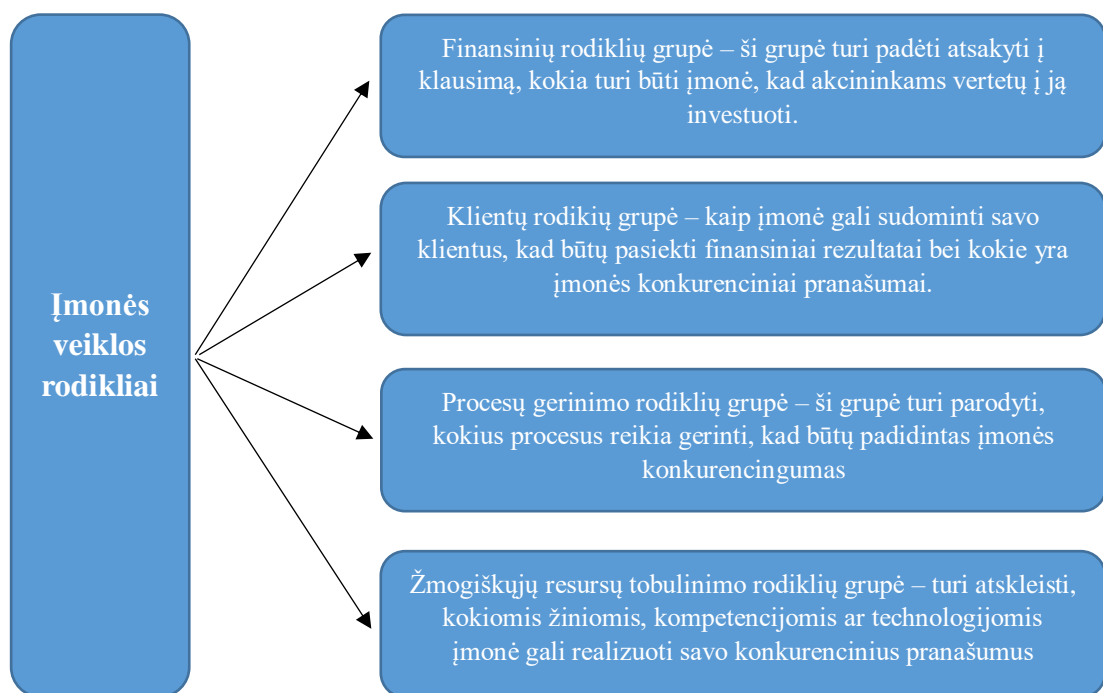 Įmonės
veiklos
rodikliai
Finansinių rodiklių grupė – ši grupė turi padėti atsakyti į
klausimą, kokia turi būti įmonė, kad akcininkams vertetų į ją
investuoti.
Klientų rodikių grupė – kaip įmonė gali sudominti savo
klientus, kad būtų pasiekti finansiniai rezultatai bei kokie yra
įmonės konkurenciniai pranašumai.
Procesų gerinimo rodiklių grupė – ši grupė turi parodyti,
kokius procesus reikia gerinti, kad būtų padidintas įmonės
konkurencingumas
Žmogiškųjų resursų tobulinimo rodiklių grupė – turi atskleisti,
kokiomis žiniomis, kompetencijomis ar technologijomis
įmonė gali realizuoti savo konkurencinius pranašumus